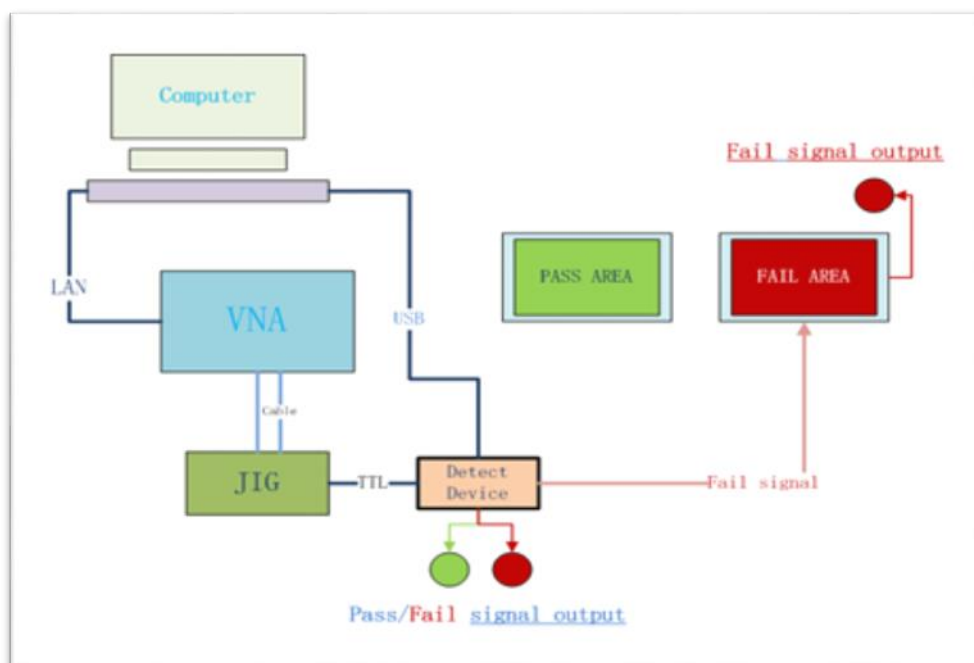 Computer
Fail signal output
LAN
VNA
USB
PASS AREA
FAIL AREA
Cable
JIG
TTL
Detect
Device
Fail signal
Pass/Fail signal output